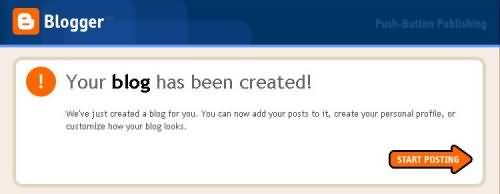 Blogger
Push-Button Publishing
!
Your blog has been created!
We've just created a blog for you. You can now add your posts to it, create your personal profile, or
customize how your blog looks.
START POSTING